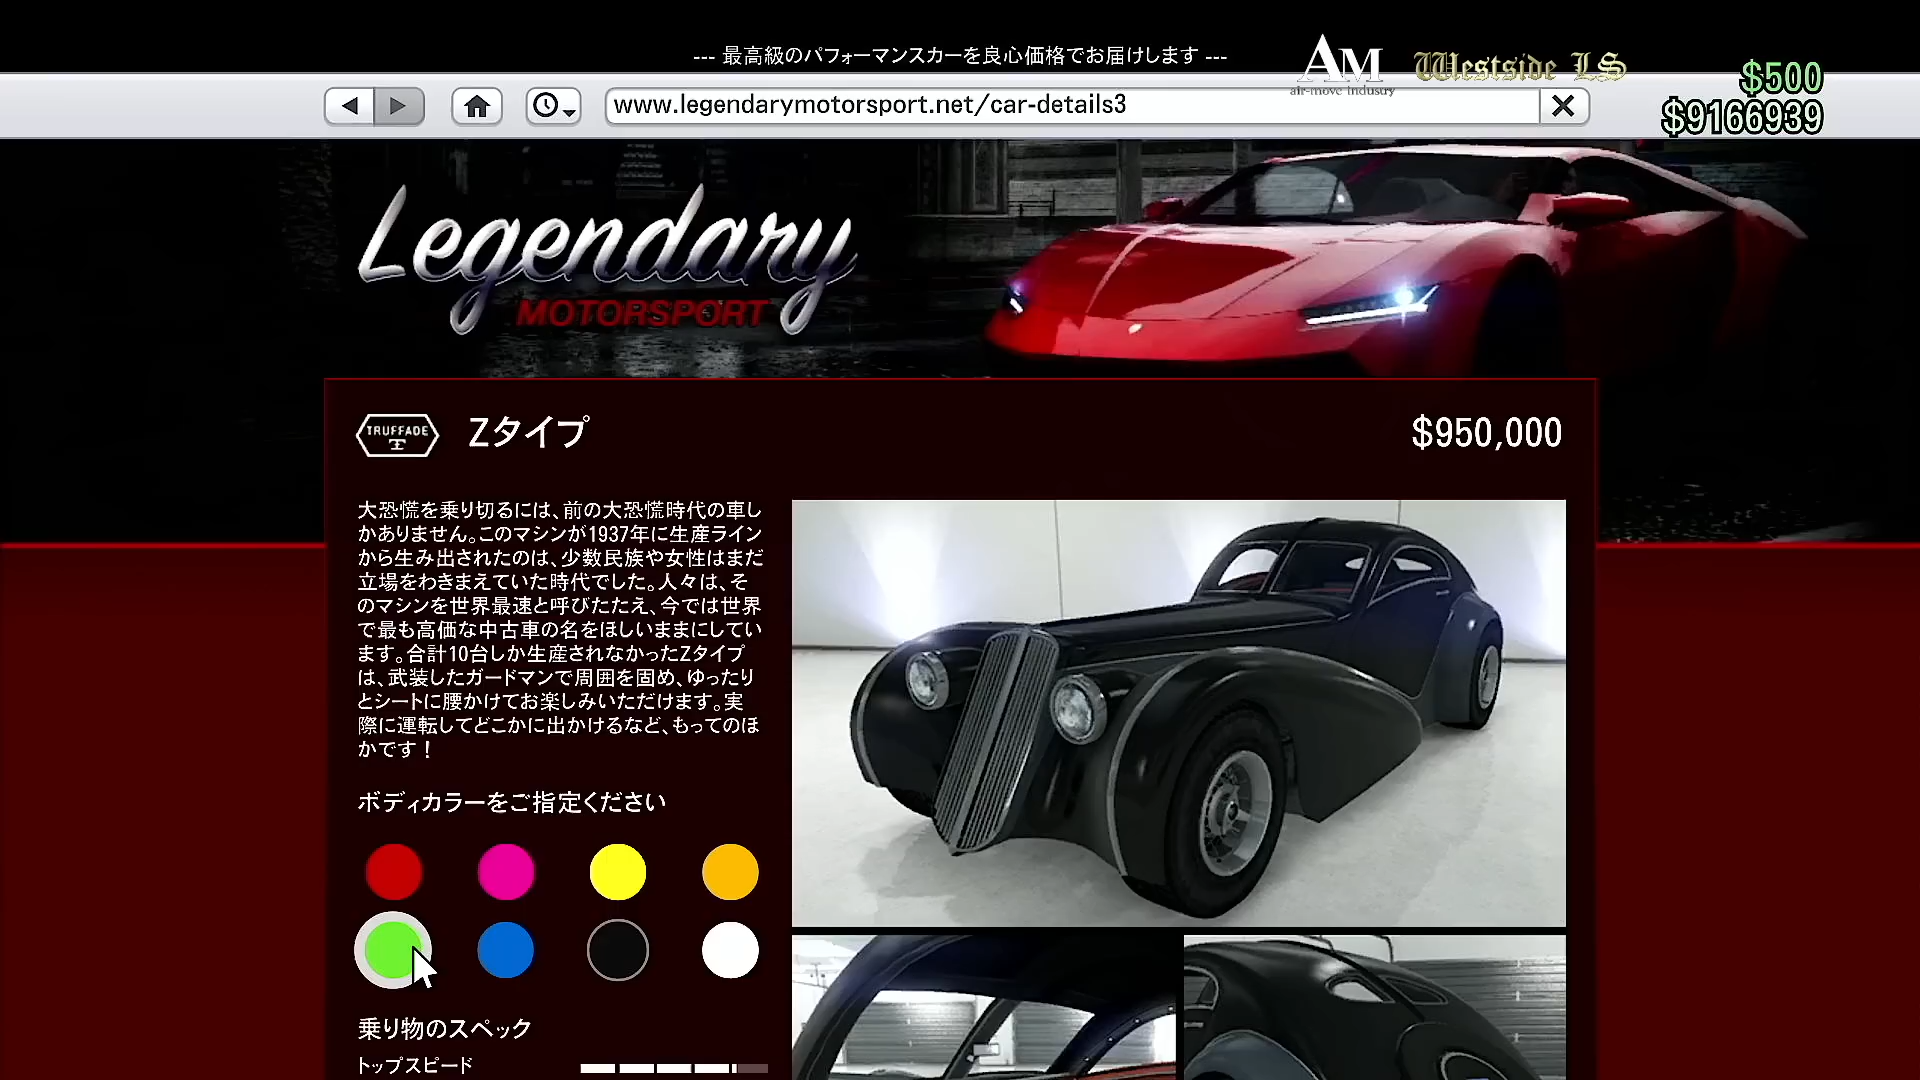 --- 最高級のパフォーマンスカーを良心価格でお届けします ---
AM
air-move industry
Westside LS
$500
www.legendarymotorsport.net/car-details3
$9166939
Legendary
MOTORSPORT
TRUFFADE
Zタイプ
$950,000
大恐慌を乗り切るには、前の大恐慌時代の車し
かありません。このマシンが1937年に生産ライン
から生み出されたのは、少数民族や女性はまだ
立場をわきまえていた時代でした。人々は、そ
のマシンを世界最速と呼びたたえ、今では世界
で最も高価な中古車の名をほしいままにしてい
ます。合計10台しか生産されなかったZタイプ
は、武装したガードマンで周囲を固め、ゆったり
とシートに腰かけてお楽しみいただけます。実
際に運転してどこかに出かけるなど、もってのほ
かです！
ボディカラーをご指定ください
乗り物のスペック
トップスピード